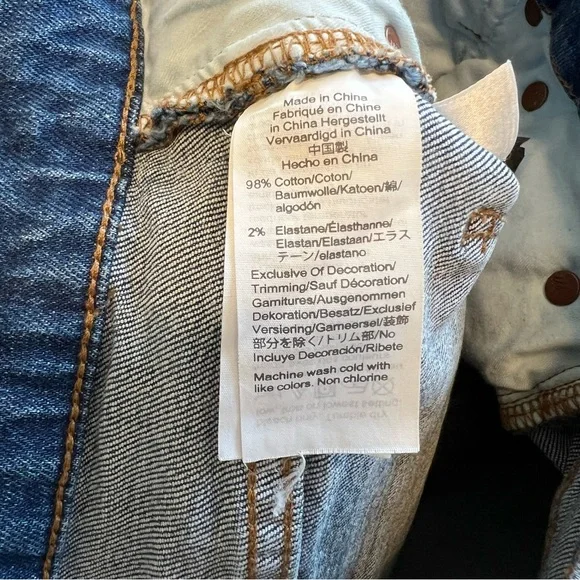 Made in China
Fabriqué en Chine
in China Hergestellt
Vervaardigd in China
中国製
Hecho en China
98% Cotton/Coton/
Baumwolle/Katoen/綿/
algodón
2% Elastane/Élasthanne/
Elastan/Elastaan/エラス
テーン/elastano
Exclusive Of Decoration/
Trimming/Sauf Décoration/
Garnitures/Ausgenommen
Dekoration/Besatz/Exclusief
Versiering/Gameersel/装飾
部分を除く/トリム部/No
Incluye Decoración/Ribete
Machine wash cold with
like colors. Non chlorine